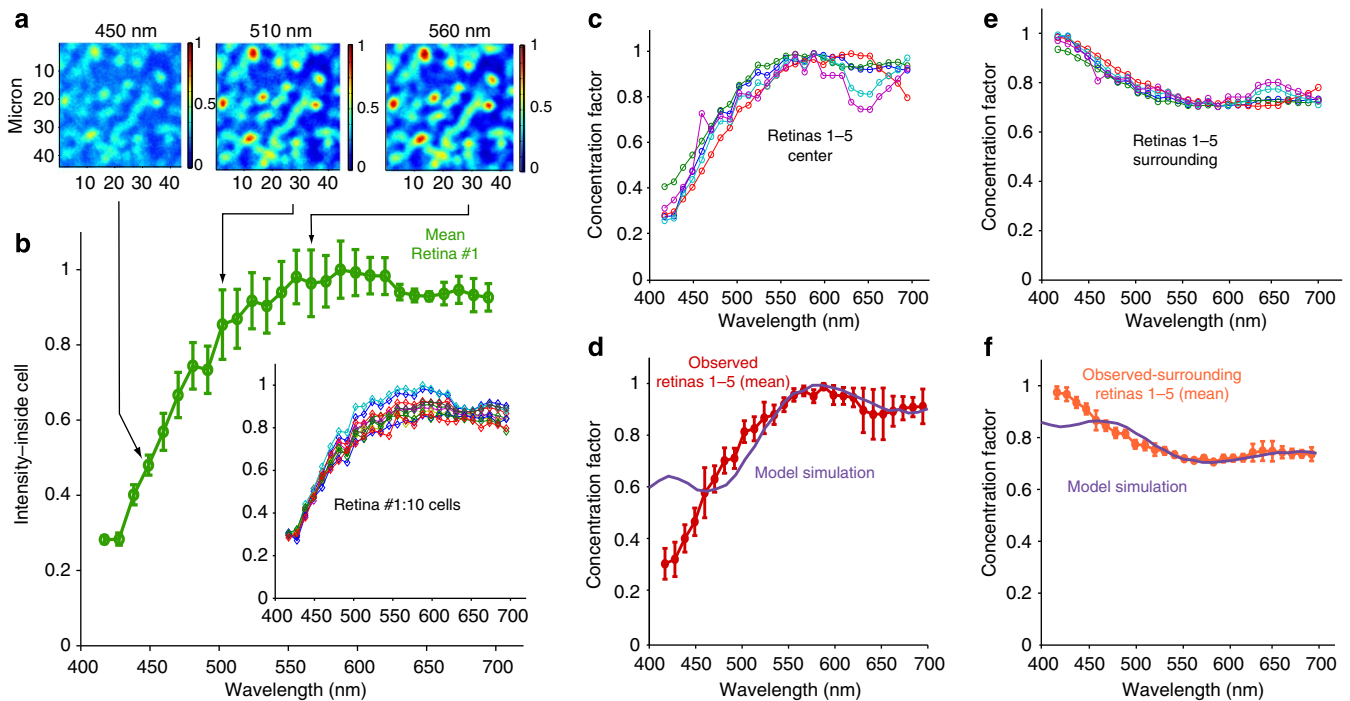 a
450 nm
510 nm
560 nm
Micron
10
20
30
40
10 20 30 40
1
0.5
0
10 20 30 40
1
0.5
0
10 20 30 40
1
0.5
0
b
Mean
Retina #1
Intensity–inside cell
1
0.8
0.6
0.4
0.2
0
400 450 500 550 600 650 700
Wavelength (nm)
1
0.8
0.6
0.4
0.2
0
Retina #1:10 cells
400 450 500 550 600 650 700
c
Concentration factor
1
0.8
0.6
0.4
0.2
0
Retinas 1–5
center
400 450 500 550 600 650 700
Wavelength (nm)
d
Concentration factor
1
0.8
0.6
0.4
0.2
0
Observed
retinas 1–5 (mean)
Model simulation
400 450 500 550 600 650 700
Wavelength (nm)
e
Concentration factor
1
0.8
0.6
0.4
0.2
0
Retinas 1–5
surrounding
400 450 500 550 600 650 700
Wavelength (nm)
f
Concentration factor
1
0.8
0.6
0.4
0.2
0
Observed-surrounding
retinas 1–5 (mean)
Model simulation
400 450 500 550 600 650 700
Wavelength (nm)